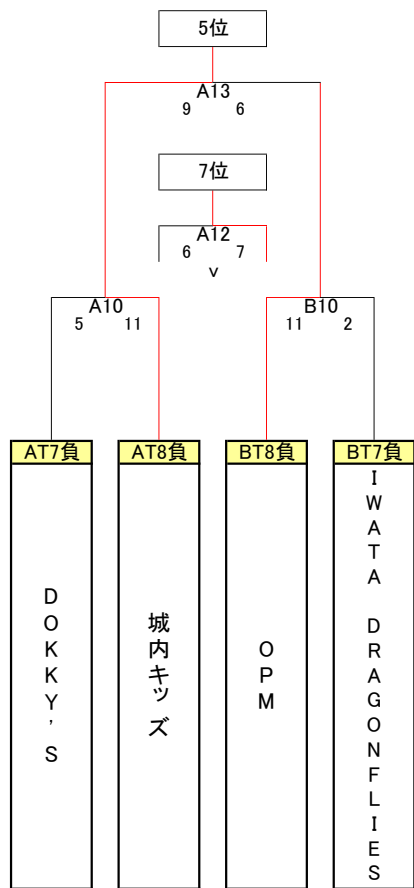 5位
A13
9 6
7位
A12
6 7
v
A10
5 11
B10
11 2
AT7負
AT8負
BT8負
BT7負
DOKKY'S
城内キッズ
OPM
IWATA DRAGONFLIES